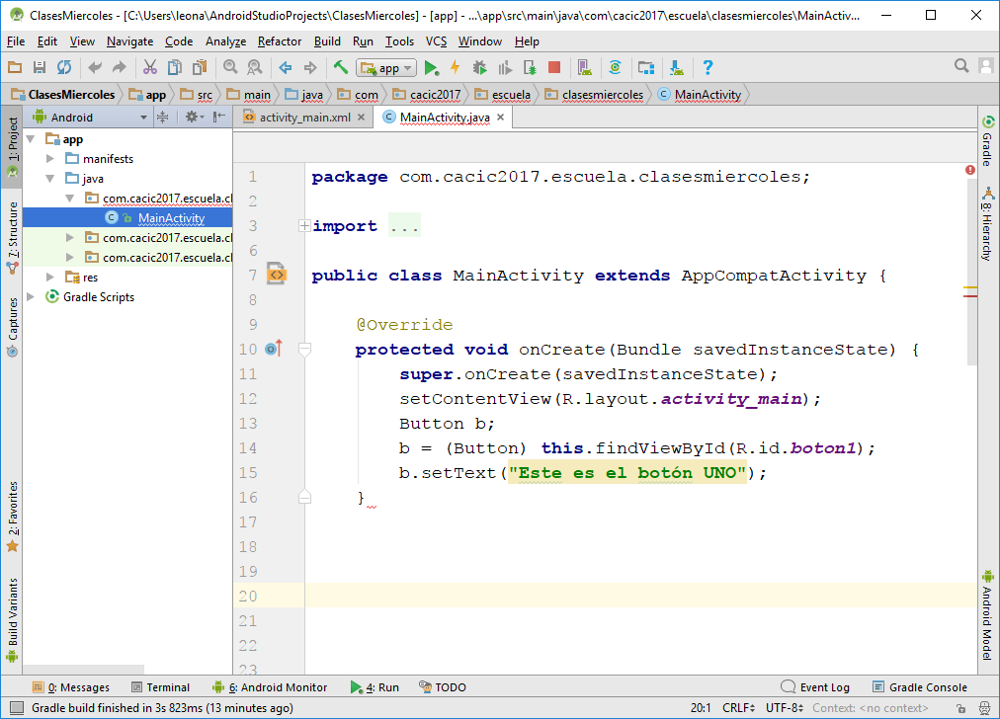 ClasesMiercoles - [C:\Users\leona\AndroidStudioProjects\ClasesMiercoles] - [app] - ...\app\src\main\java\com\cacic2017\escuela\clasesmiercoles\MainActiv...
File Edit View Navigate Code Analyze Refactor Build Run Tools VCS Window Help
app
ClasesMiercoles app src main java com cacic2017 escuela clasesmiercoles MainActivity
Android
activity_main.xml
MainActivity.java
1: Project
7: Structure
Captures
2: Favorites
Build Variants
app
manifests
java
com.cacic2017.escuela.cl
MainActivity
com.cacic2017.escuela.cl
com.cacic2017.escuela.cl
res
Gradle Scripts
1 package com.cacic2017.escuela.clasesmiercoles;
2
3 import ...
6
7 public class MainActivity extends AppCompatActivity {
8
9 @Override
10 protected void onCreate(Bundle savedInstanceState) {
11 super.onCreate(savedInstanceState);
12 setContentView(R.layout.activity_main);
13 Button b;
14 b = (Button) this.findViewById(R.id.boton1);
15 b.setText("Este es el botón UNO");
16 }
17
18
19
20
21
22
23
Gradle
8: Hierarchy
Android Model
0: Messages Terminal 6: Android Monitor 4: Run TODO Event Log Gradle Console
Gradle build finished in 3s 823ms (13 minutes ago) 20:1 CRLF UTF-8 Context: <no context>